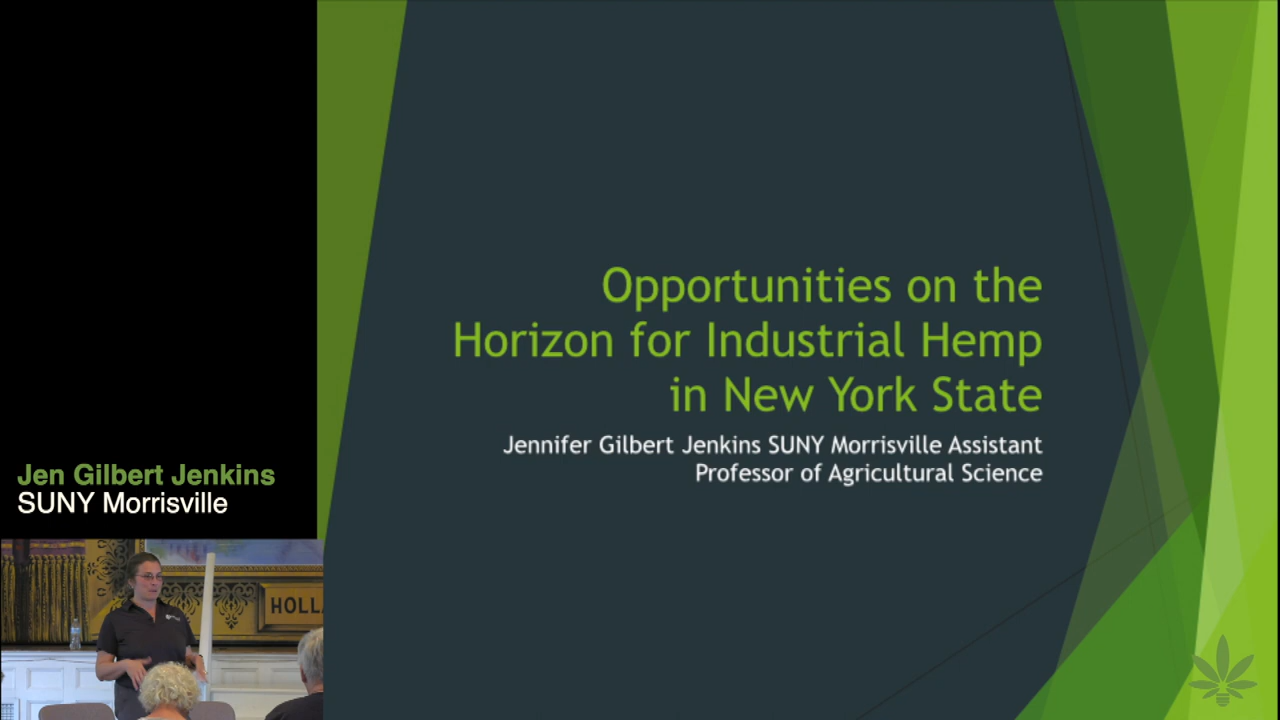 Opportunities on the
Horizon for Industrial Hemp
in New York State
Jennifer Gilbert Jenkins SUNY Morrisville Assistant
Professor of Agricultural Science
Jen Gilbert Jenkins
SUNY Morrisville
HOLL